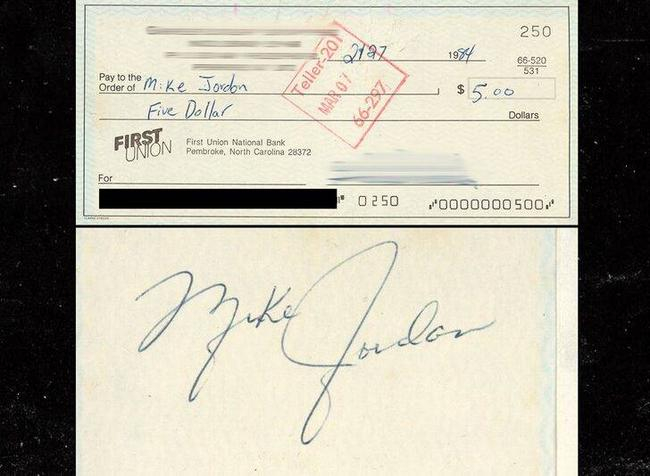 250
2/27 1984
66-520
531
Pay to the
Order of Mike Jordon $ 5.00
Five Dollar Dollars
Teller-201
MAR 07
66-297
FIRST
UNION
First Union National Bank
Pembroke, North Carolina 28372
For
0250 ⑈0000000500⑈
Mike Jordan